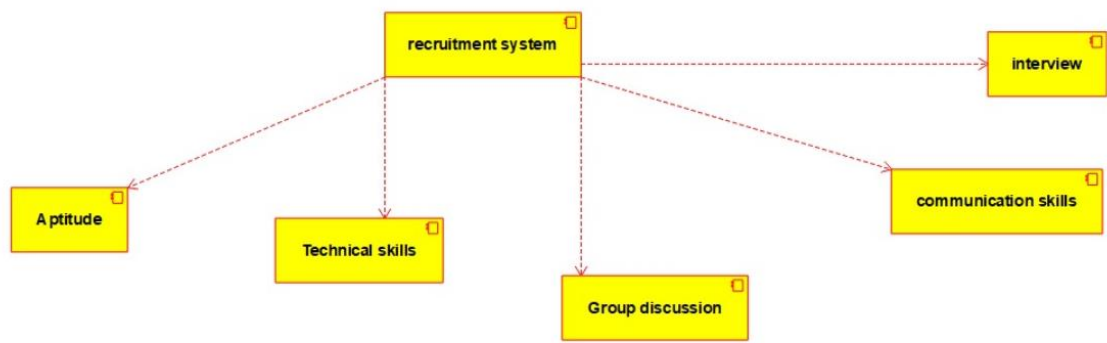 recruitment system
interview
communication skills
Aptitude
Technical skills
Group discussion